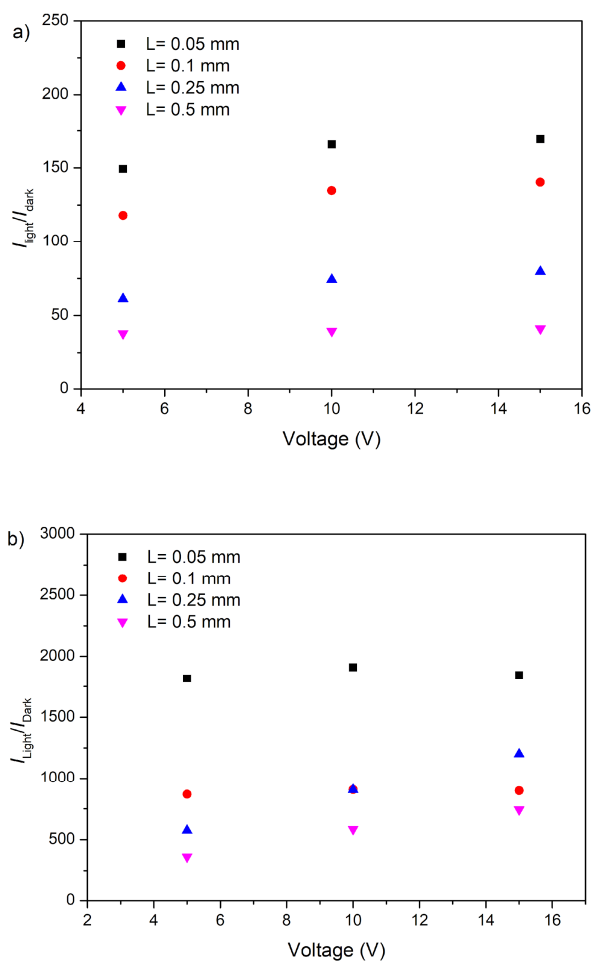 a)
250
200
150
100
50
0
L= 0.05 mm
L= 0.1 mm
L= 0.25 mm
L= 0.5 mm
Ilight/Idark
4 6 8 10 12 14 16
Voltage (V)
b)
3000
2500
2000
1500
1000
500
0
L= 0.05 mm
L= 0.1 mm
L= 0.25 mm
L= 0.5 mm
ILight/IDark
2 4 6 8 10 12 14 16
Voltage (V)